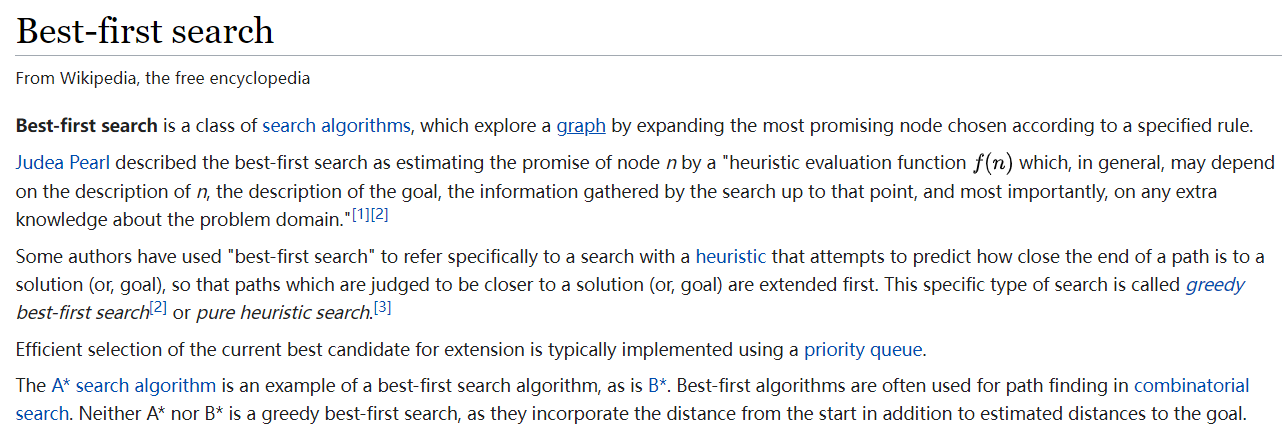 Best-first search
From Wikipedia, the free encyclopedia
Best-first search is a class of search algorithms, which explore a graph by expanding the most promising node chosen according to a specified rule.
Judea Pearl described the best-first search as estimating the promise of node n by a "heuristic evaluation function f(n) which, in general, may depend
on the description of n, the description of the goal, the information gathered by the search up to that point, and most importantly, on any extra
knowledge about the problem domain."[1][2]
Some authors have used "best-first search" to refer specifically to a search with a heuristic that attempts to predict how close the end of a path is to a
solution (or, goal), so that paths which are judged to be closer to a solution (or, goal) are extended first. This specific type of search is called greedy
best-first search[2] or pure heuristic search.[3]
Efficient selection of the current best candidate for extension is typically implemented using a priority queue.
The A* search algorithm is an example of a best-first search algorithm, as is B*. Best-first algorithms are often used for path finding in combinatorial
search. Neither A* nor B* is a greedy best-first search, as they incorporate the distance from the start in addition to estimated distances to the goal.